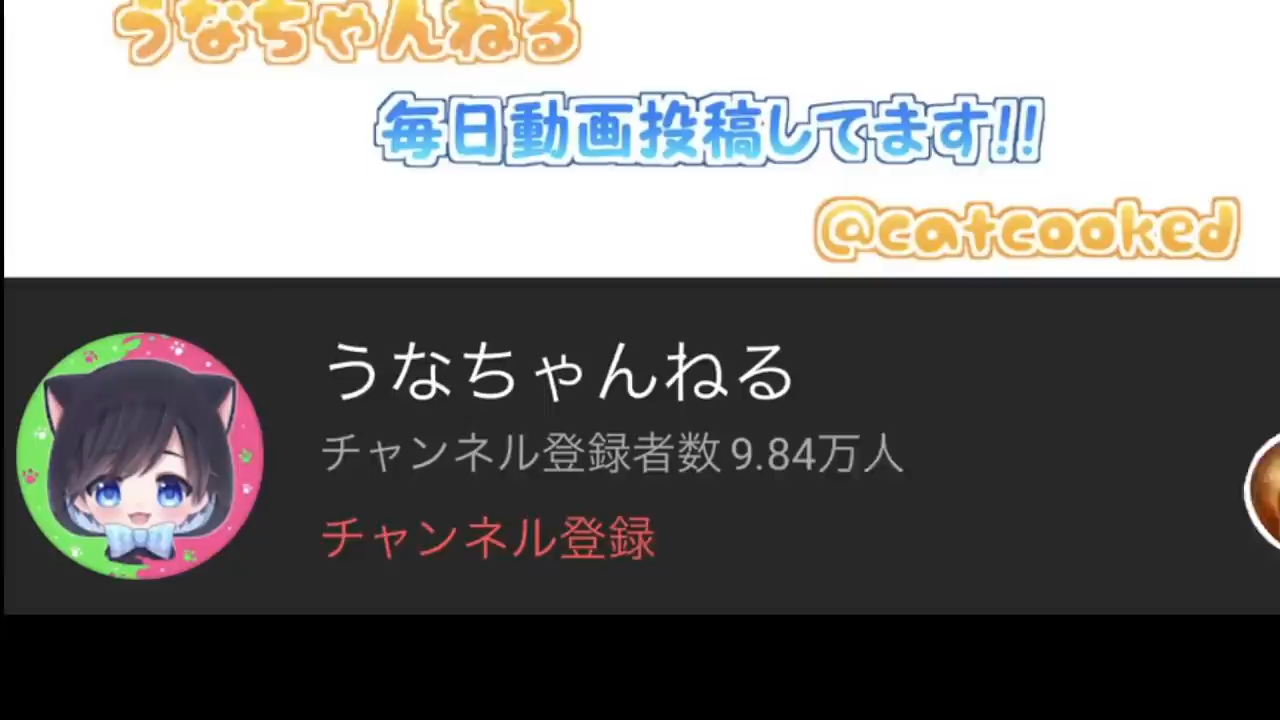 うなちゃんねる
毎日動画投稿してます!!
@catcooked
うなちゃんねる
チャンネル登録者数 9.84万人
チャンネル登録